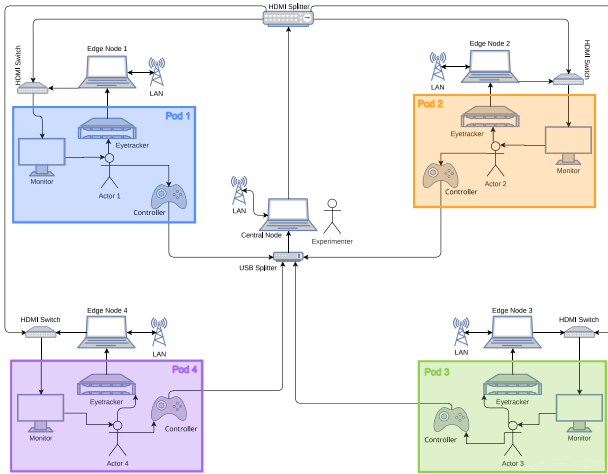 HDMI Splitter
Edge Node 1
HDMI Switch
LAN
Pod 1
Eyetracker
Monitor
Actor 1
Controller
Edge Node 2
HDMI Switch
LAN
Pod 2
Eyetracker
Monitor
Actor 2
Controller
LAN
Central Node
Experimenter
USB Splitter
HDMI Switch
Edge Node 4
LAN
Pod 4
Eyetracker
Monitor
Actor 4
Controller
Edge Node 3
HDMI Switch
LAN
Pod 3
Eyetracker
Monitor
Controller
Actor 3